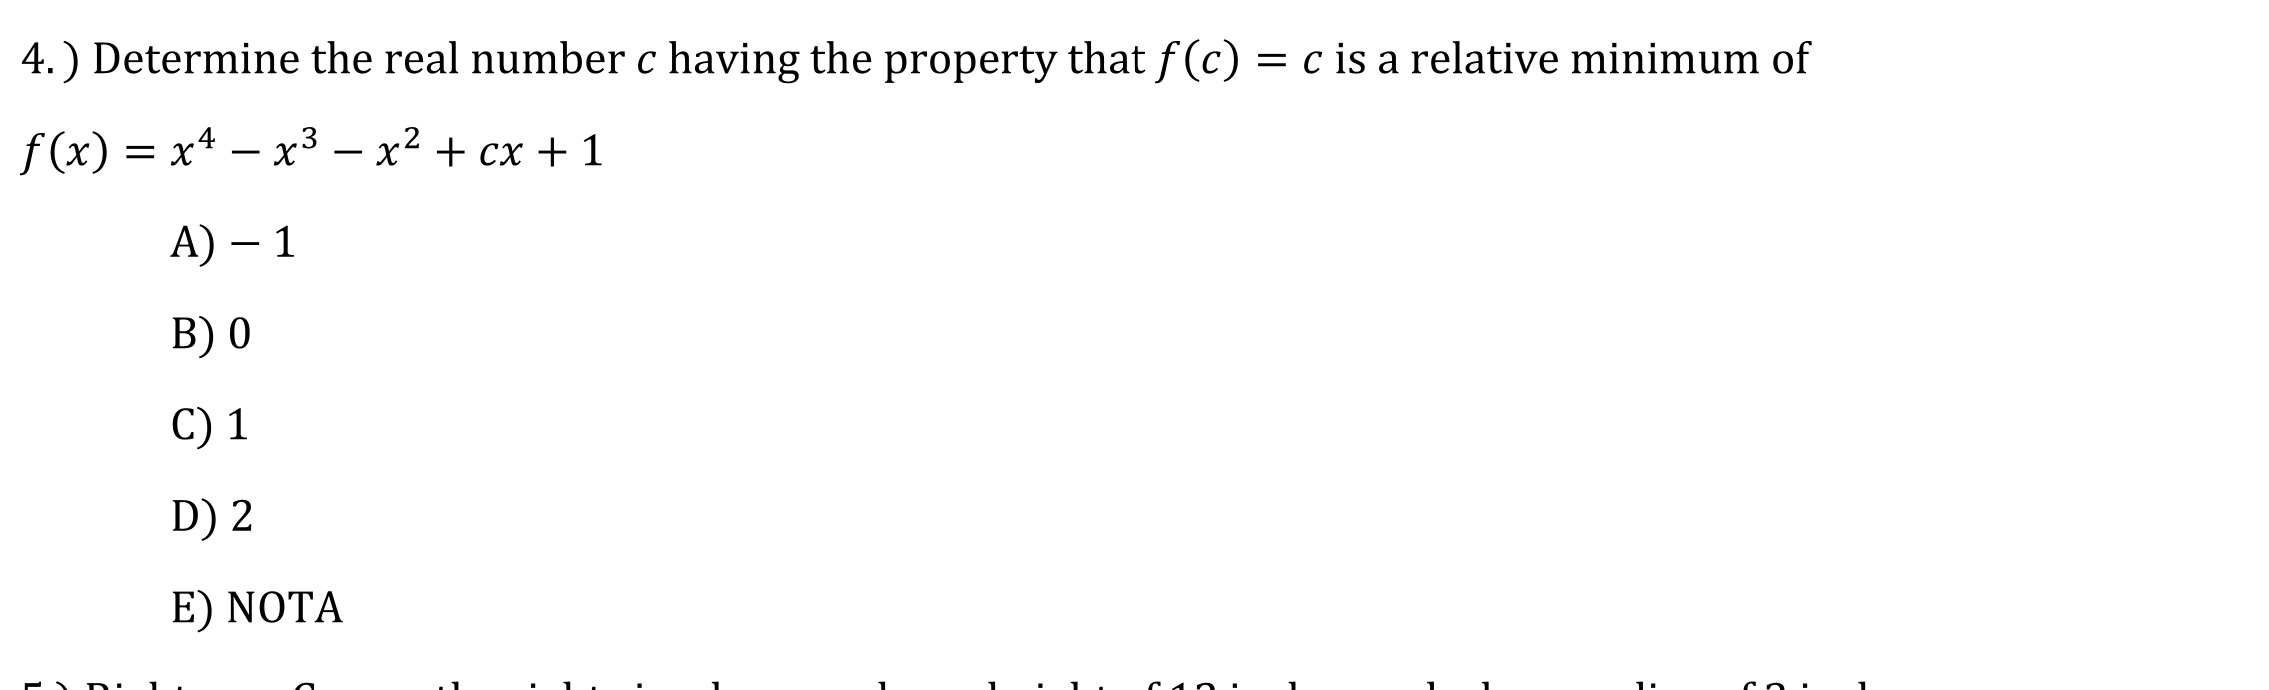 4.) Determine the real number c having the property that f(c) = c is a relative minimum of
f(x) = x⁴ − x³ − x² + cx + 1
A) − 1
B) 0
C) 1
D) 2
E) NOTA